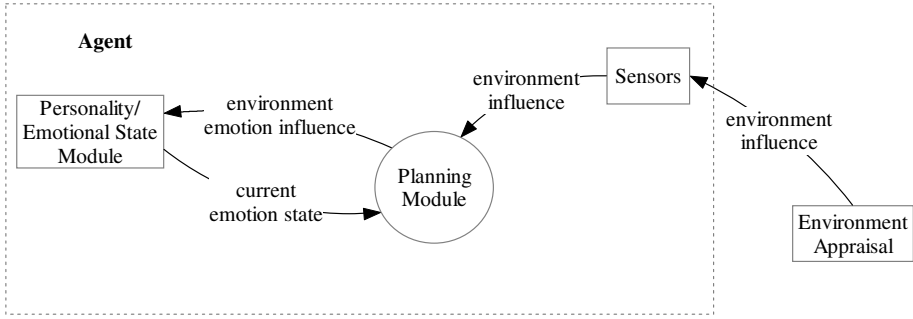 Agent
Personality/
Emotional State
Module
environment
emotion influence
current
emotion state
Planning
Module
environment
influence
Sensors
environment
influence
Environment
Appraisal